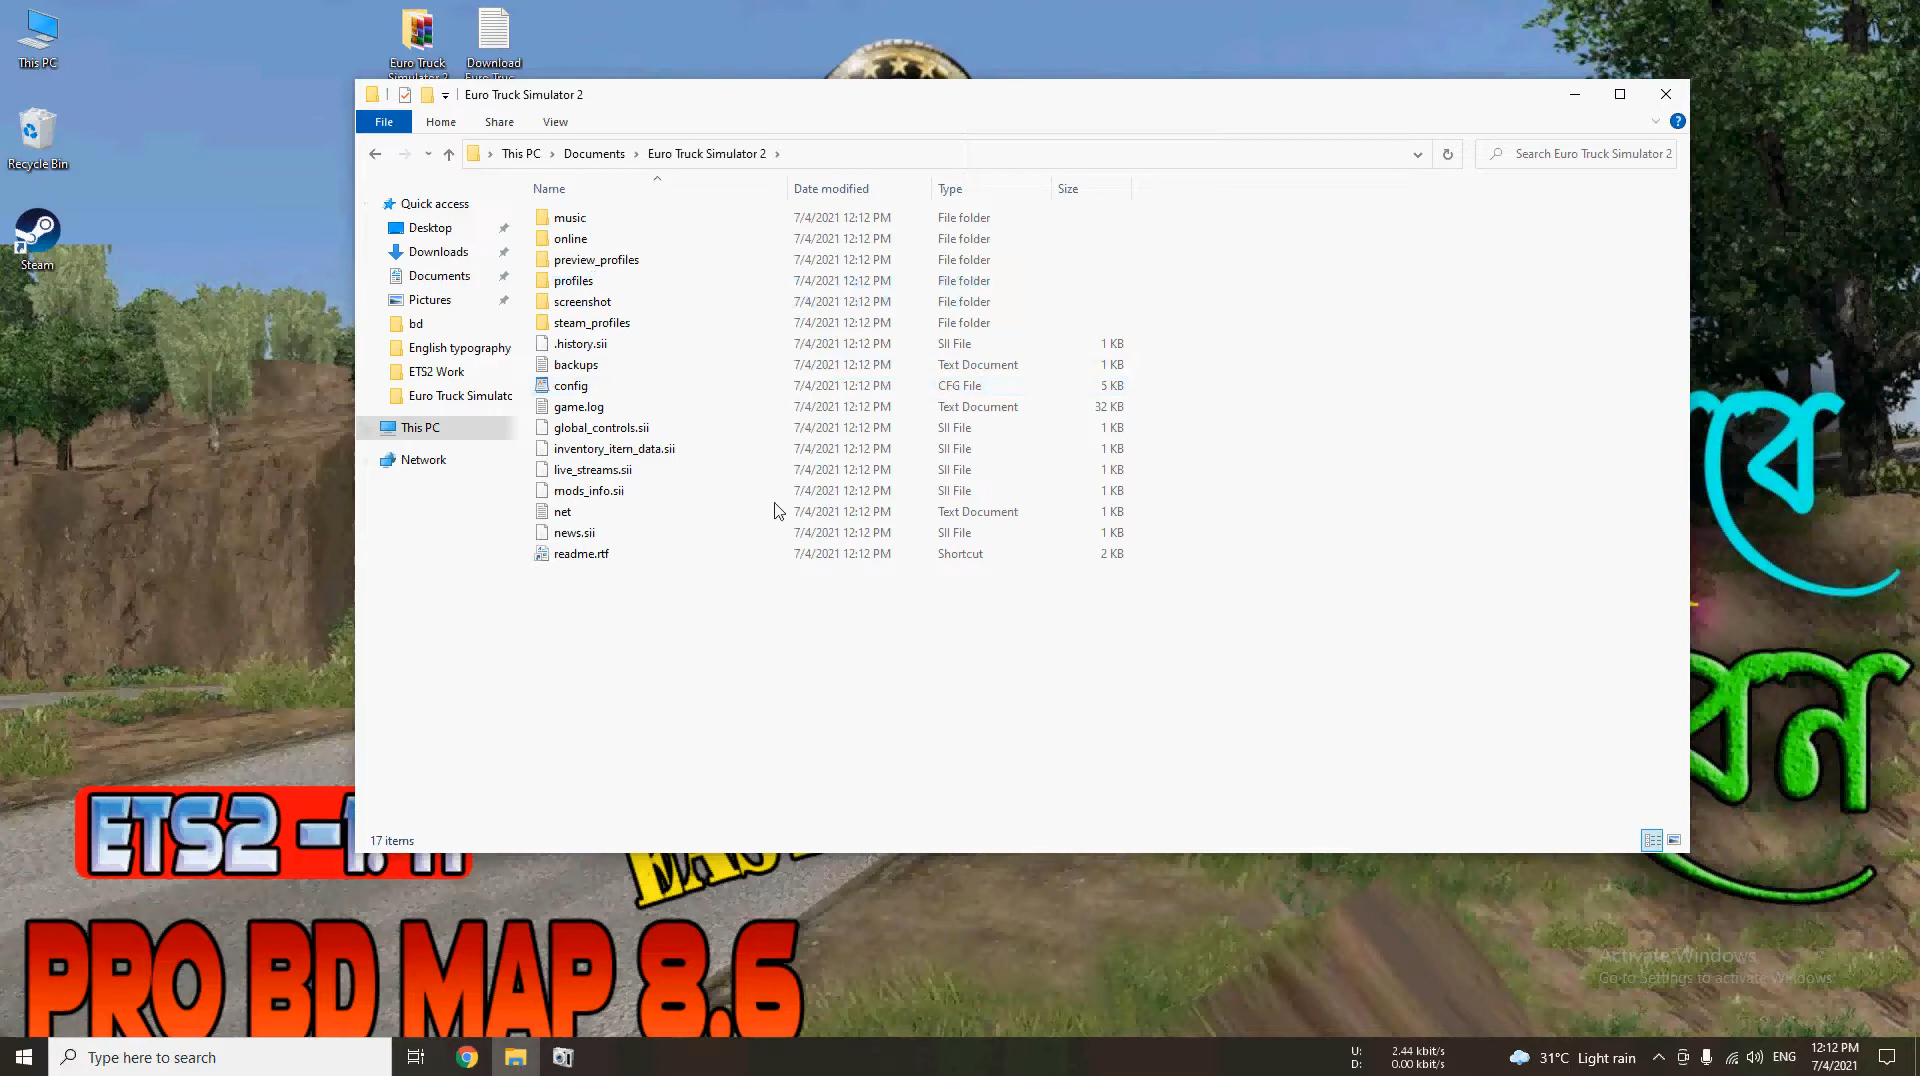 This PC
Recycle Bin
Steam
Euro Truck
Simulator 2
Download
Euro Truc...
Euro Truck Simulator 2
File
Home
Share
View
This PC
Documents
Euro Truck Simulator 2
Search Euro Truck Simulator 2
Name
Date modified
Type
Size
Quick access
Desktop
Downloads
Documents
Pictures
bd
English typography
ETS2 Work
Euro Truck Simulatc
This PC
Network
music 7/4/2021 12:12 PM File folder
online 7/4/2021 12:12 PM File folder
preview_profiles 7/4/2021 12:12 PM File folder
profiles 7/4/2021 12:12 PM File folder
screenshot 7/4/2021 12:12 PM File folder
steam_profiles 7/4/2021 12:12 PM File folder
.history.sii 7/4/2021 12:12 PM SII File 1 KB
backups 7/4/2021 12:12 PM Text Document 1 KB
config 7/4/2021 12:12 PM CFG File 5 KB
game.log 7/4/2021 12:12 PM Text Document 32 KB
global_controls.sii 7/4/2021 12:12 PM SII File 1 KB
inventory_item_data.sii 7/4/2021 12:12 PM SII File 1 KB
live_streams.sii 7/4/2021 12:12 PM SII File 1 KB
mods_info.sii 7/4/2021 12:12 PM SII File 1 KB
net 7/4/2021 12:12 PM Text Document 1 KB
news.sii 7/4/2021 12:12 PM SII File 1 KB
readme.rtf 7/4/2021 12:12 PM Shortcut 2 KB
17 items
ETS2 -1.41
PRO BD MAP 8.6
Activate Windows
Go to Settings to activate Windows.
Type here to search
U: 2.44 kbit/s
D: 0.00 kbit/s
31°C Light rain
ENG
12:12 PM
7/4/2021